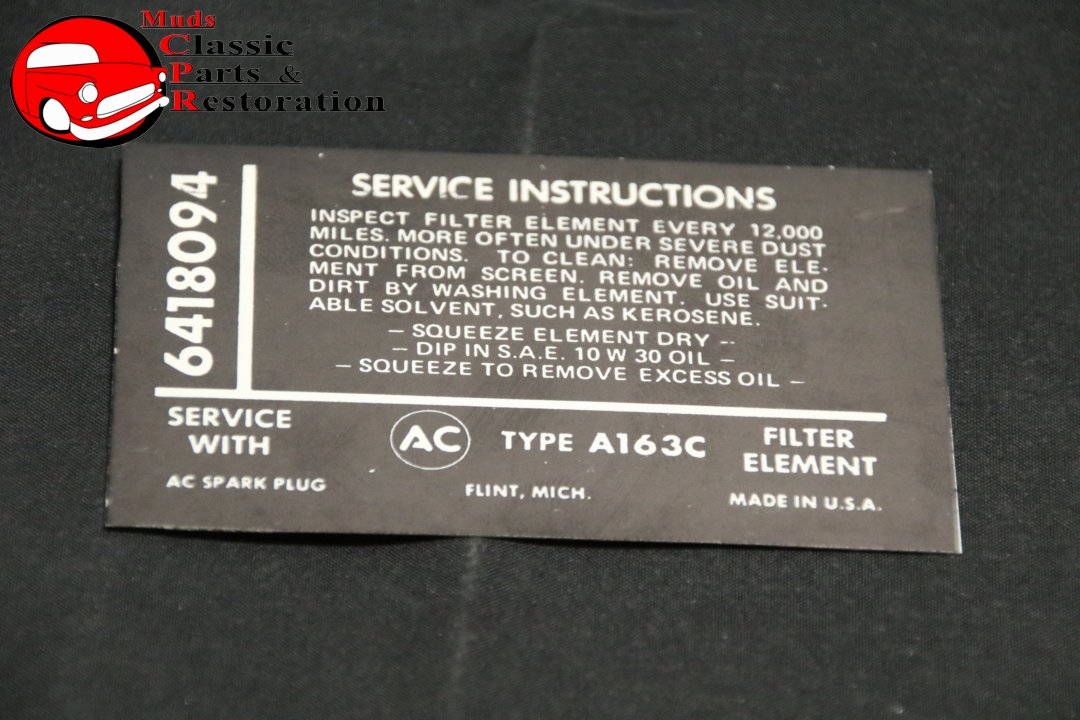 Muds
Classic
Parts &
Restoration
6418094
SERVICE INSTRUCTIONS
INSPECT FILTER ELEMENT EVERY 12,000
MILES. MORE OFTEN UNDER SEVERE DUST
CONDITIONS. TO CLEAN: REMOVE ELE-
MENT FROM SCREEN. REMOVE OIL AND
DIRT BY WASHING ELEMENT. USE SUIT-
ABLE SOLVENT, SUCH AS KEROSENE.
— SQUEEZE ELEMENT DRY —
— DIP IN S.A.E. 10 W 30 OIL —
— SQUEEZE TO REMOVE EXCESS OIL —
SERVICE
WITH
AC SPARK PLUG
AC TYPE A163C
FLINT, MICH.
FILTER
ELEMENT
MADE IN U.S.A.